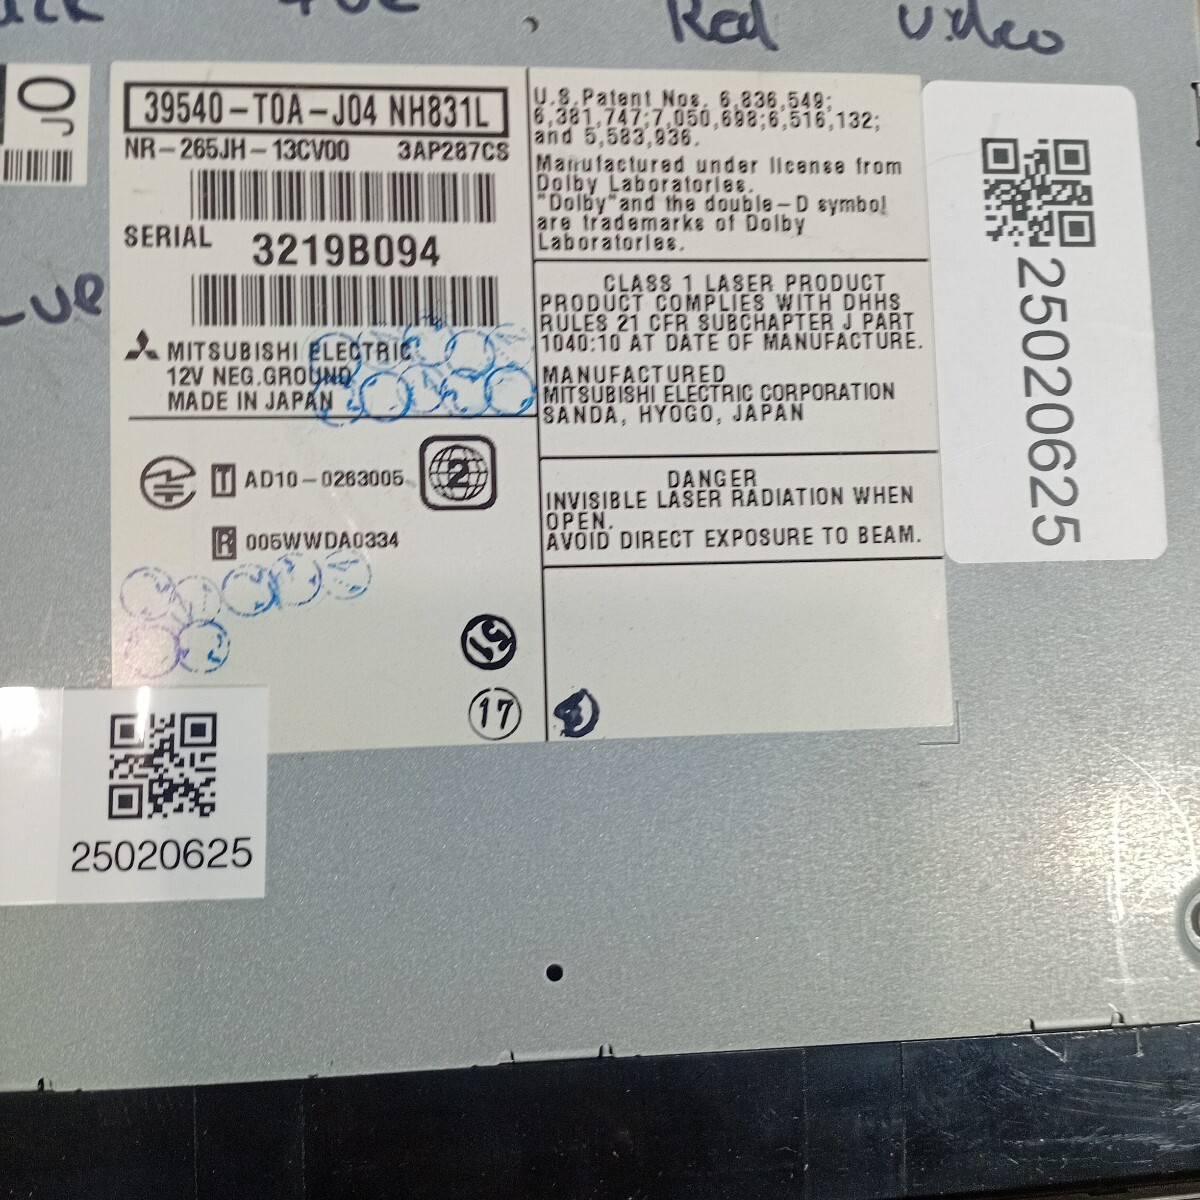 Red
video
JO
39540-T0A-J04 NH831L
NR-265JH-13CV00 3AP287CS
SERIAL 3219B094
MITSUBISHI ELECTRIC
12V NEG.GROUND
MADE IN JAPAN
T AD10-0263005
2
R 005WWDA0334
51
17
U.S.Patent Nos. 6,836,549;
6,381,747;7,050,698;6,516,132;
and 5,583,936.
Manufactured under license from
Dolby Laboratories.
"Dolby"and the double-D symbol
are trademarks of Dolby
Laboratories.
CLASS 1 LASER PRODUCT
PRODUCT COMPLIES WITH DHHS
RULES 21 CFR SUBCHAPTER J PART
1040:10 AT DATE OF MANUFACTURE.
MANUFACTURED
MITSUBISHI ELECTRIC CORPORATION
SANDA, HYOGO, JAPAN
DANGER
INVISIBLE LASER RADIATION WHEN
OPEN.
AVOID DIRECT EXPOSURE TO BEAM.
25020625
25020625